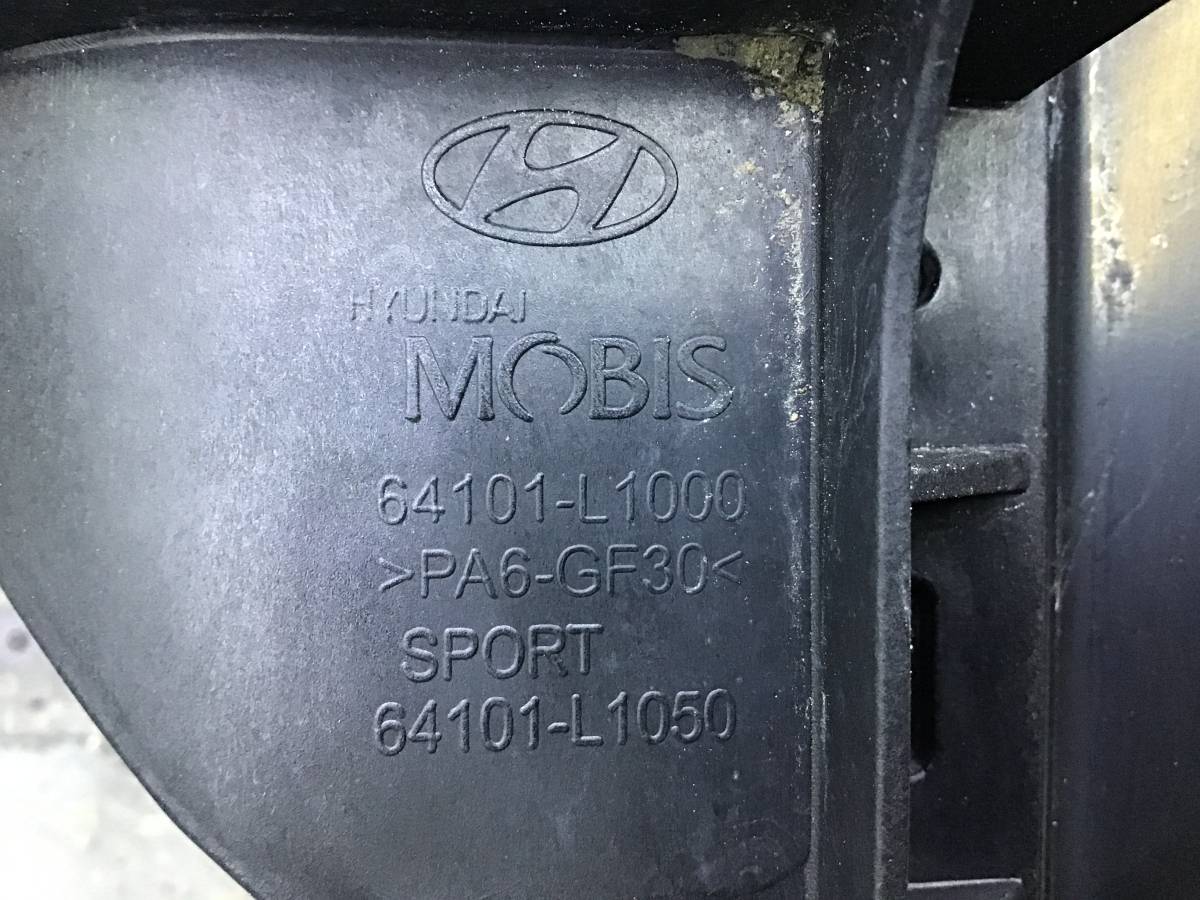 HYUNDAI
MOBIS
64101-L1000
>PA6-GF30<
SPORT
64101-L1050